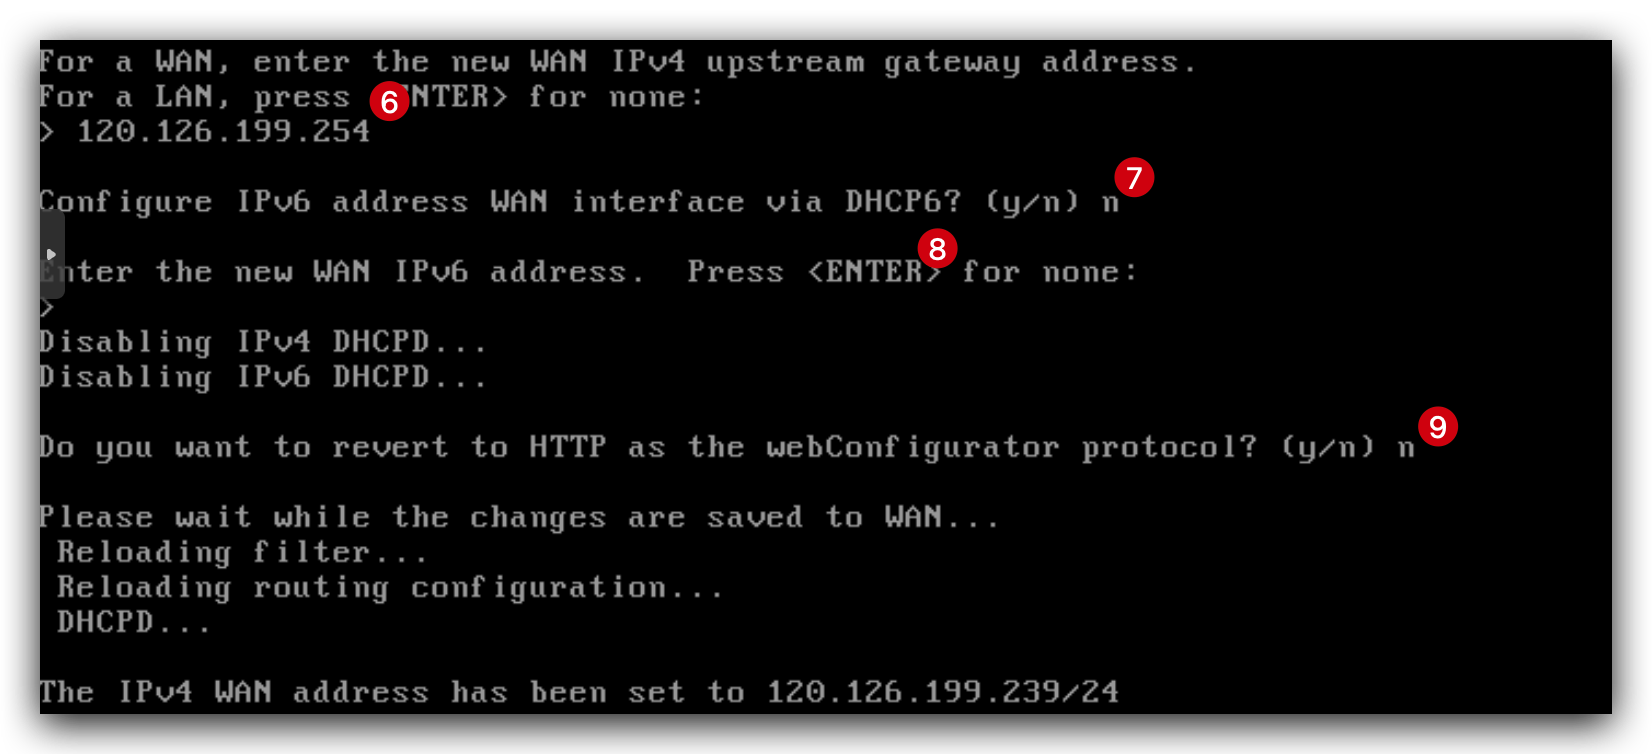 For a WAN, enter the new WAN IPv4 upstream gateway address.
For a LAN, press 6 ENTER> for none:
> 120.126.199.254
Configure IPv6 address WAN interface via DHCP6? (y/n) n 7
8
Enter the new WAN IPv6 address.  Press <ENTER> for none:
>
Disabling IPv4 DHCPD...
Disabling IPv6 DHCPD...
Do you want to revert to HTTP as the webConfigurator protocol? (y/n) n 9
Please wait while the changes are saved to WAN...
Reloading filter...
Reloading routing configuration...
DHCPD...
The IPv4 WAN address has been set to 120.126.199.239/24